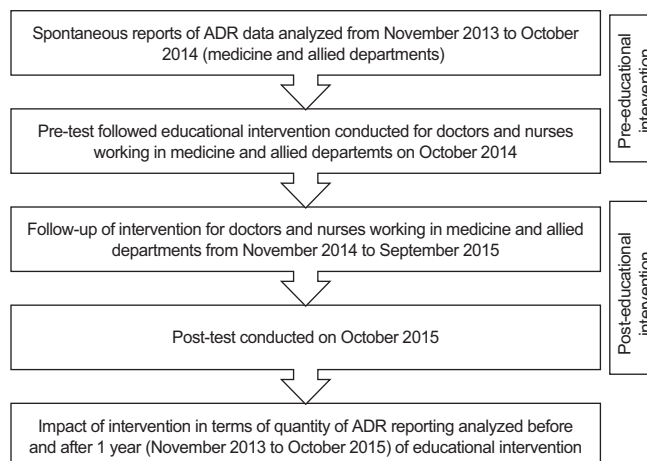 Spontaneous reports of ADR data analyzed from November 2013 to October
2014 (medicine and allied departments)
Pre-educational
intervention
Pre-test followed educational intervention conducted for doctors and nurses
working in medicine and allied departemts on October 2014
Follow-up of intervention for doctors and nurses working in medicine and allied
departments from November 2014 to September 2015
Post-educational
intervention
Post-test conducted on October 2015
Impact of intervention in terms of quantity of ADR reporting analyzed before
and after 1 year (November 2013 to October 2015) of educational intervention